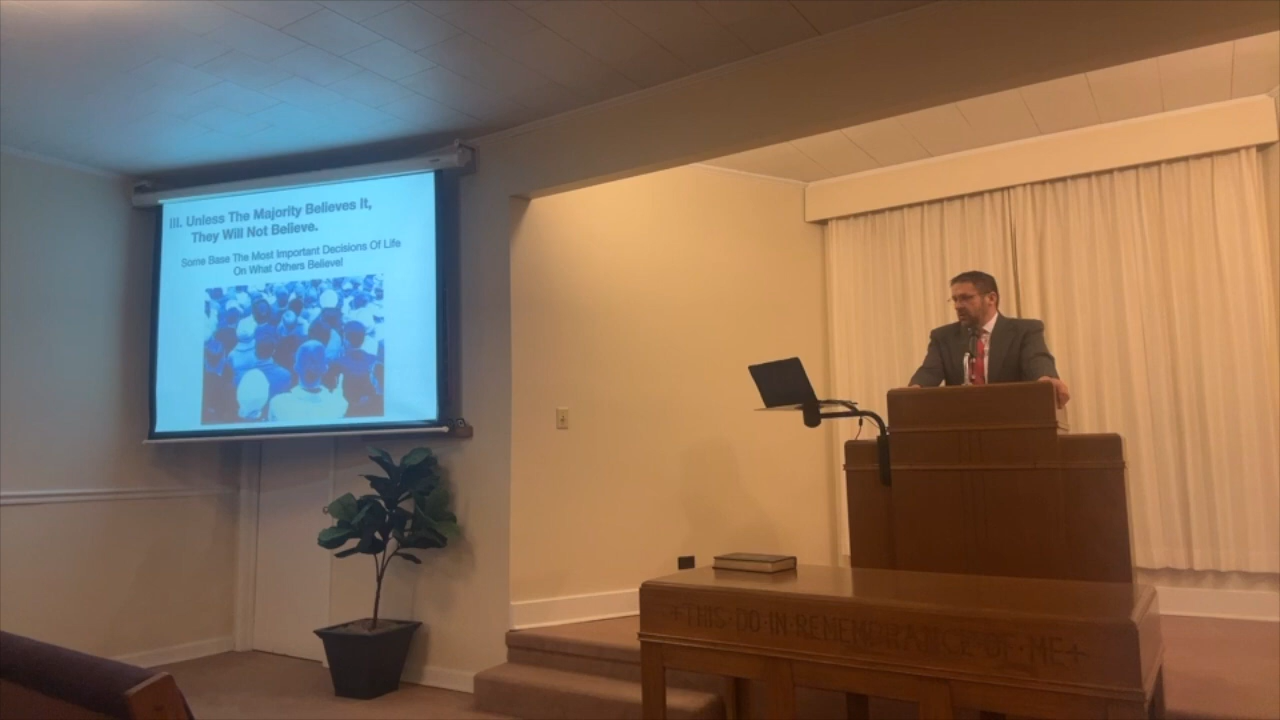 III. Unless The Majority Believes It,
They Will Not Believe.
Some Base The Most Important Decisions Of Life
On What Others Believe!
+THIS·DO·IN·REMEMBRANCE·OF·ME+